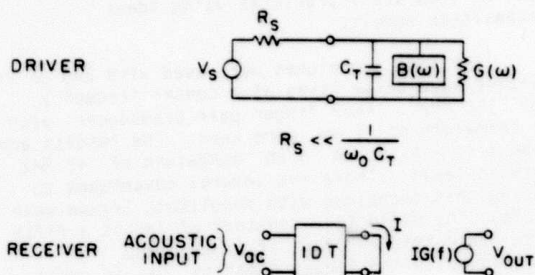 R_S
DRIVER
V_S
C_T
B(ω)
G(ω)
R_S << 1/(ω_0 C_T)
RECEIVER
ACOUSTIC INPUT
V_ac
IDT
I
IG(f)
V_OUT